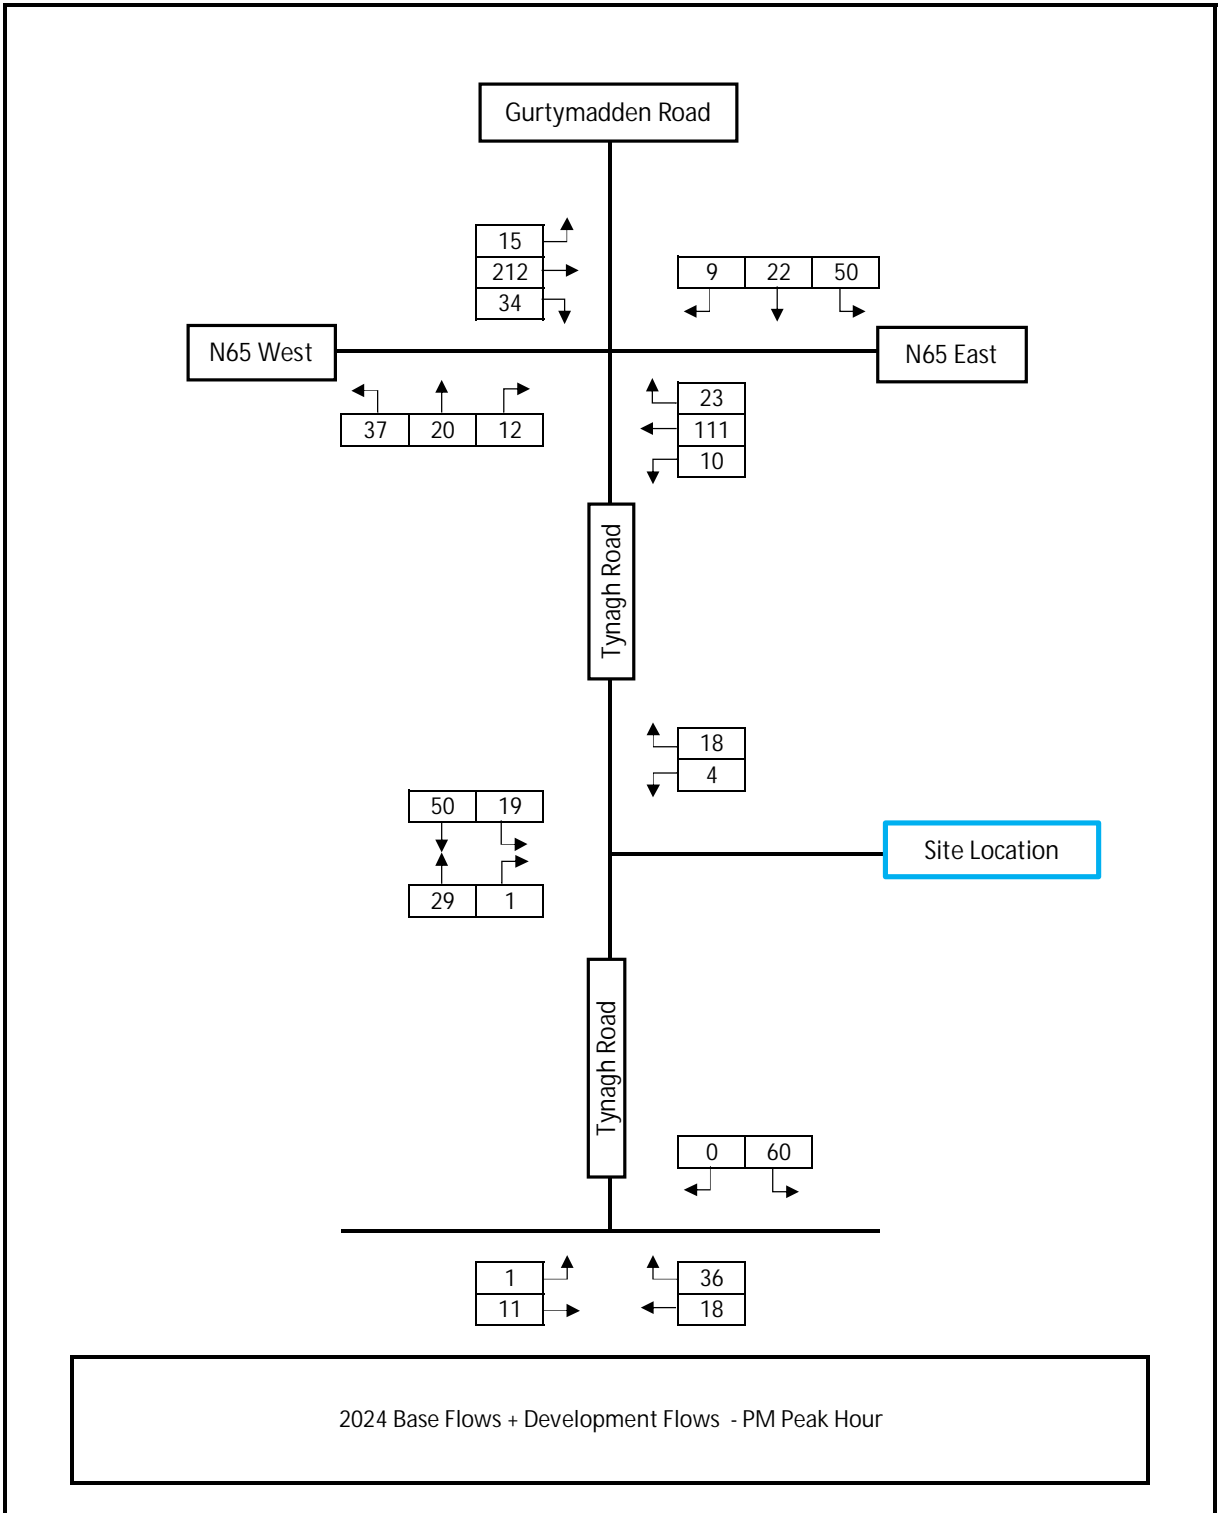 Gurtymadden Road
15
212
34
9 22 50
N65 West
N65 East
37 20 12
23
111
10
Tynagh Road
18
4
50 19
Site Location
29 1
Tynagh Road
0 60
1
11
36
18
2024 Base Flows + Development Flows - PM Peak Hour